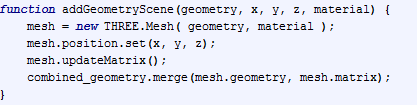 function addGeometryScene(geometry, x, y, z, material) {
    mesh = new THREE.Mesh( geometry, material );
    mesh.position.set(x, y, z);
    mesh.updateMatrix();
    combined_geometry.merge(mesh.geometry, mesh.matrix);
}